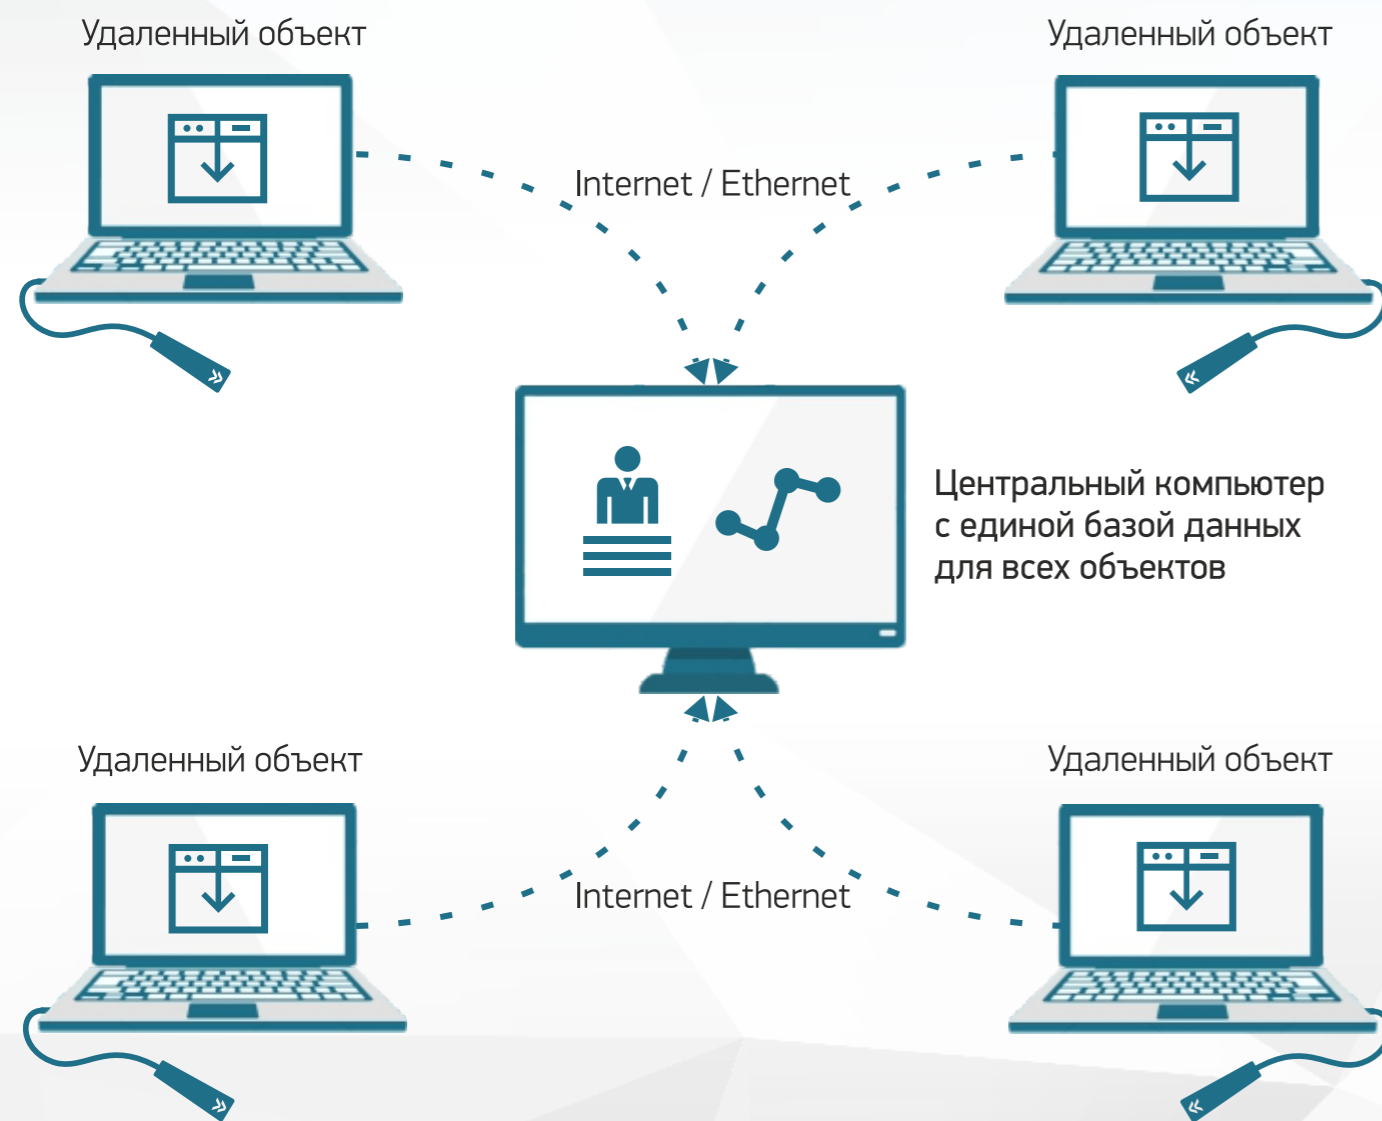 Удаленный объект
Удаленный объект
Internet / Ethernet
Центральный компьютер
с единой базой данных
для всех объектов
Удаленный объект
Удаленный объект
Internet / Ethernet